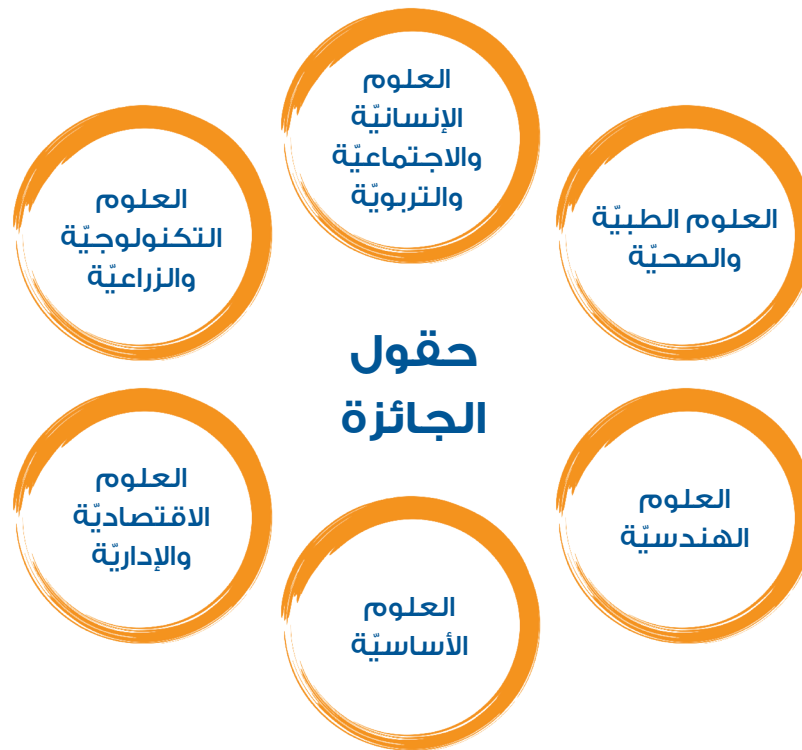 العلوم
الإنسانيّة
والاجتماعيّة
والتربويّة
العلوم الطبيّة
والصحيّة
العلوم
التكنولوجيّة
والزراعيّة
حقول
الجائزة
العلوم
الهندسيّة
العلوم
الاقتصاديّة
والإداريّة
العلوم
الأساسيّة